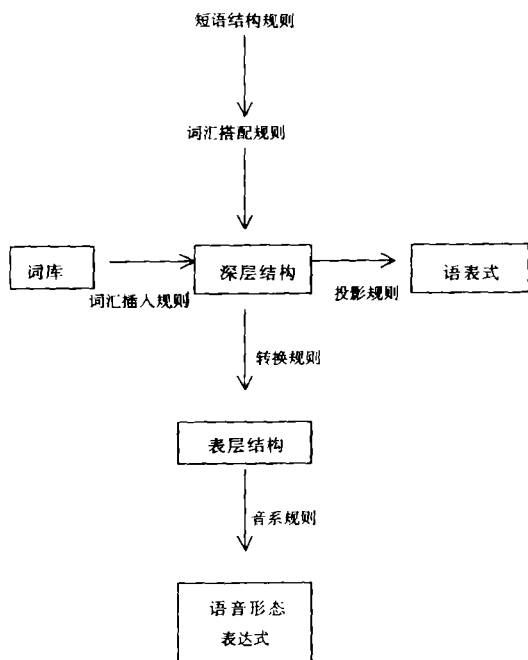 短语结构规则
词汇搭配规则
词库
深层结构
语表式
词汇插入规则
投影规则
转换规则
表层结构
音系规则
语音形态
表达式